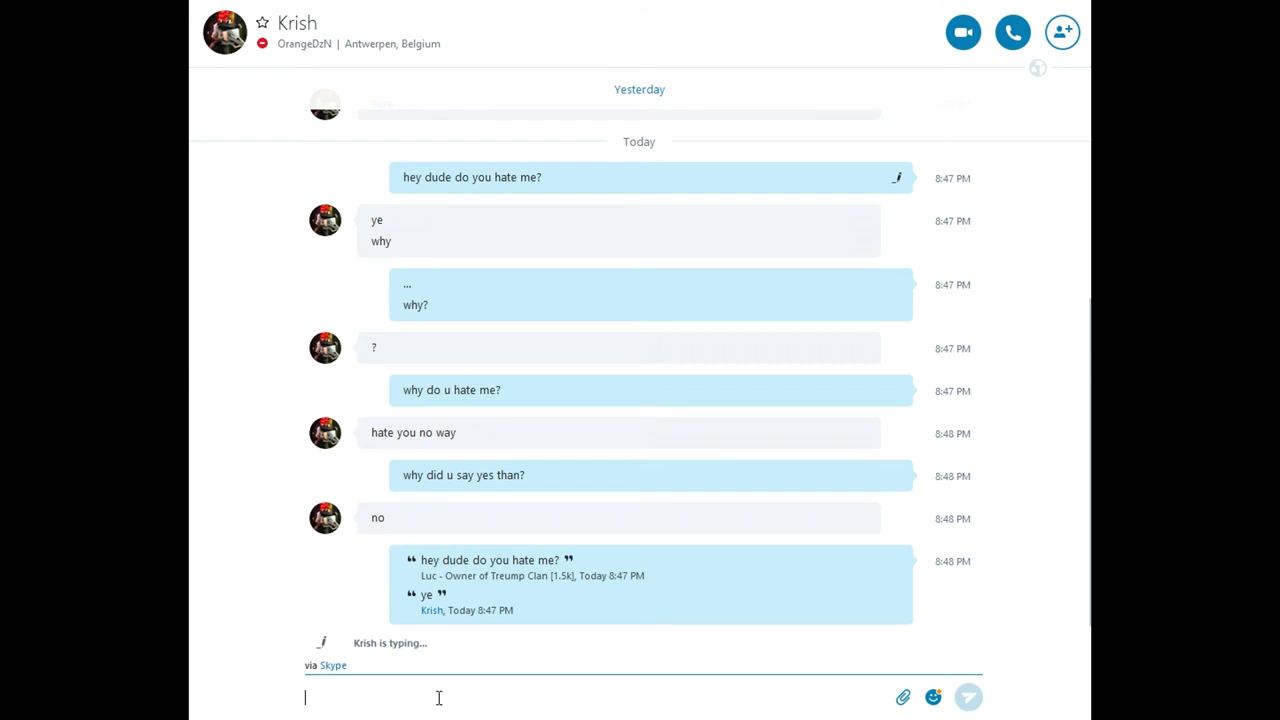 Krish
OrangeDzN | Antwerpen, Belgium
Yesterday
Today
hey dude do you hate me?
8:47 PM
ye
8:47 PM
why
...
8:47 PM
why?
?
8:47 PM
why do u hate me?
8:47 PM
hate you no way
8:48 PM
why did u say yes than?
8:48 PM
no
8:48 PM
“ hey dude do you hate me? ”
8:48 PM
Luc - Owner of Treump Clan [1.5k], Today 8:47 PM
“ ye ”
Krish, Today 8:47 PM
Krish is typing...
via Skype